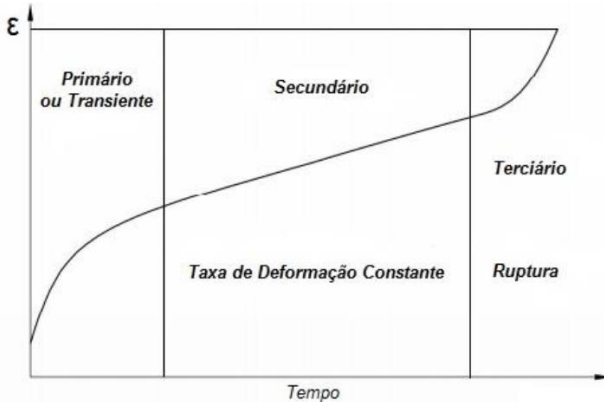 ε
Primário
ou Transiente
Secundário
Terciário
Taxa de Deformação Constante
Ruptura
Tempo